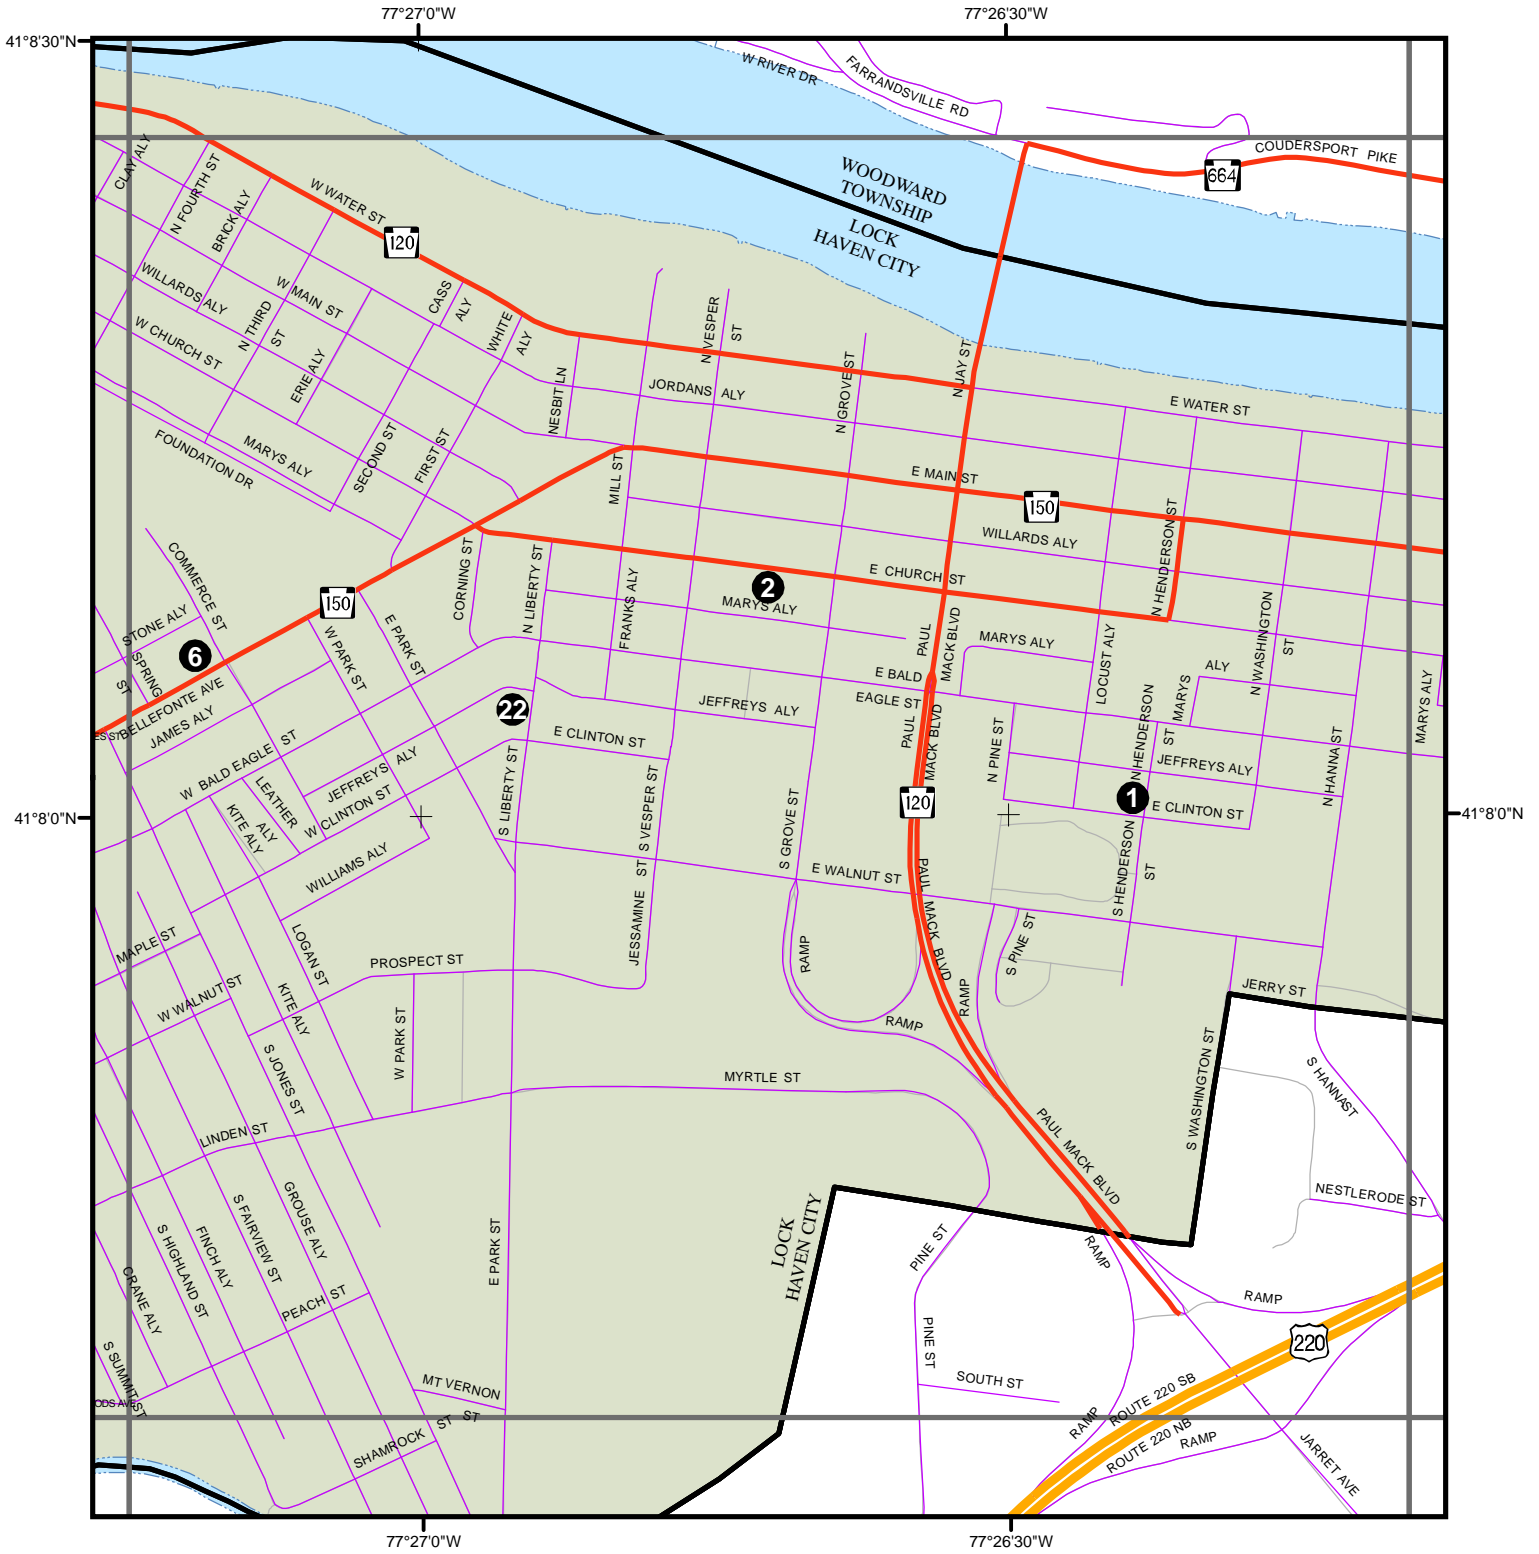 77°27'0"W
77°26'30"W
41°8'30"N
W RIVER DR
FARRANDSVILLE RD
COUDERSPORT PIKE
664
CLAY ALY
N FOURTH ST
BRICK ALY
W WATER ST
120
WOODWARD
TOWNSHIP
LOCK
HAVEN CITY
WILLARDS ALY
W MAIN ST
CASS
ALY
WHITE
ALY
N VESPER
ST
N THIRD
ST
W CHURCH ST
ERIE ALY
NESBIT LN
JORDANS ALY
N GROVE ST
N JAY ST
E WATER ST
FOUNDATION DR
MARYS ALY
SECOND ST
FIRST ST
MILL ST
E MAIN ST
150
WILLARDS ALY
N HENDERSON ST
COMMERCE ST
CORNING ST
N LIBERTY ST
FRANKS ALY
E CHURCH ST
2
MARYS ALY
150
STONE ALY
6
SPRING
ST
W PARK ST
E PARK ST
PAUL
MACK BLVD
MARYS ALY
LOCUST ALY
N WASHINGTON
ST
ALY
MARYS
E BALD
EAGLE ST
BELLEFONTE AVE
ES ST
JAMES ALY
22
JEFFREYS ALY
PAUL
MACK BLVD
N PINE ST
N HENDERSON
ST
JEFFREYS ALY
N HANNA ST
MARYS ALY
W BALD EAGLE ST
E CLINTON ST
LEATHER
ALY
KITE ALY
JEFFREYS ALY
W CLINTON ST
S LIBERTY ST
S VESPER ST
S GROVE ST
120
1
E CLINTON ST
41°8'0"N
41°8'0"N
WILLIAMS ALY
JESSAMINE ST
E WALNUT ST
PAUL MACK BLVD
S HENDERSON
ST
MAPLE ST
LOGAN ST
PROSPECT ST
RAMP
RAMP
RAMP
S PINE ST
JERRY ST
W WALNUT ST
KITE ALY
S JONES ST
W PARK ST
MYRTLE ST
S WASHINGTON ST
S HANNA ST
LINDEN ST
PAUL MACK BLVD
NESTLERODE ST
S HIGHLAND ST
FINCH ALY
S FAIRVIEW ST
GROUSE ALY
CRANE ALY
PEACH ST
E PARK ST
LOCK
HAVEN CITY
PINE ST
RAMP
RAMP
220
PINE ST
S SUMMIT ST
ODS AVE
MT VERNON
ST
SHAMROCK ST
SOUTH ST
RAMP
ROUTE 220 SB
ROUTE 220 NB
RAMP
JARRET AVE
77°27'0"W
77°26'30"W